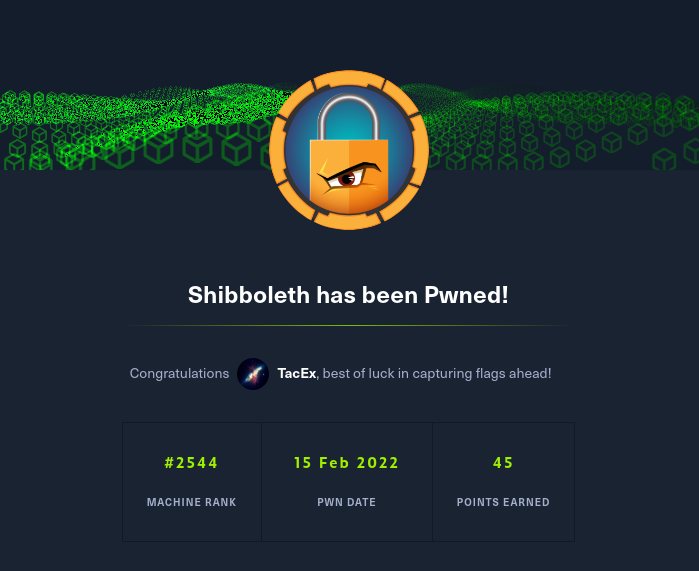 Shibboleth has been Pwned!
Congratulations TacEx, best of luck in capturing flags ahead!
#2544 15 Feb 2022 45
MACHINE RANK PWN DATE POINTS EARNED